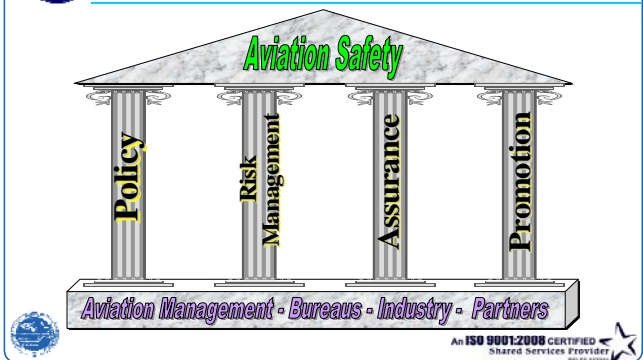 Aviation Safety
Policy
Risk
Management
Assurance
Promotion
Aviation Management - Bureaus - Industry - Partners
An ISO 9001:2008 CERTIFIED
Shared Services Provider